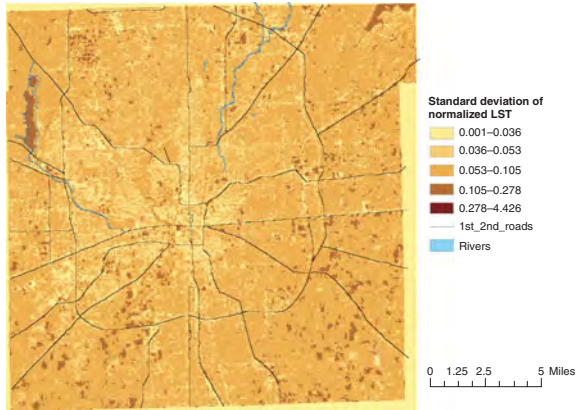 Standard deviation of
normalized LST
0.001–0.036
0.036–0.053
0.053–0.105
0.105–0.278
0.278–4.426
1st_2nd_roads
Rivers
0 1.25 2.5 5 Miles